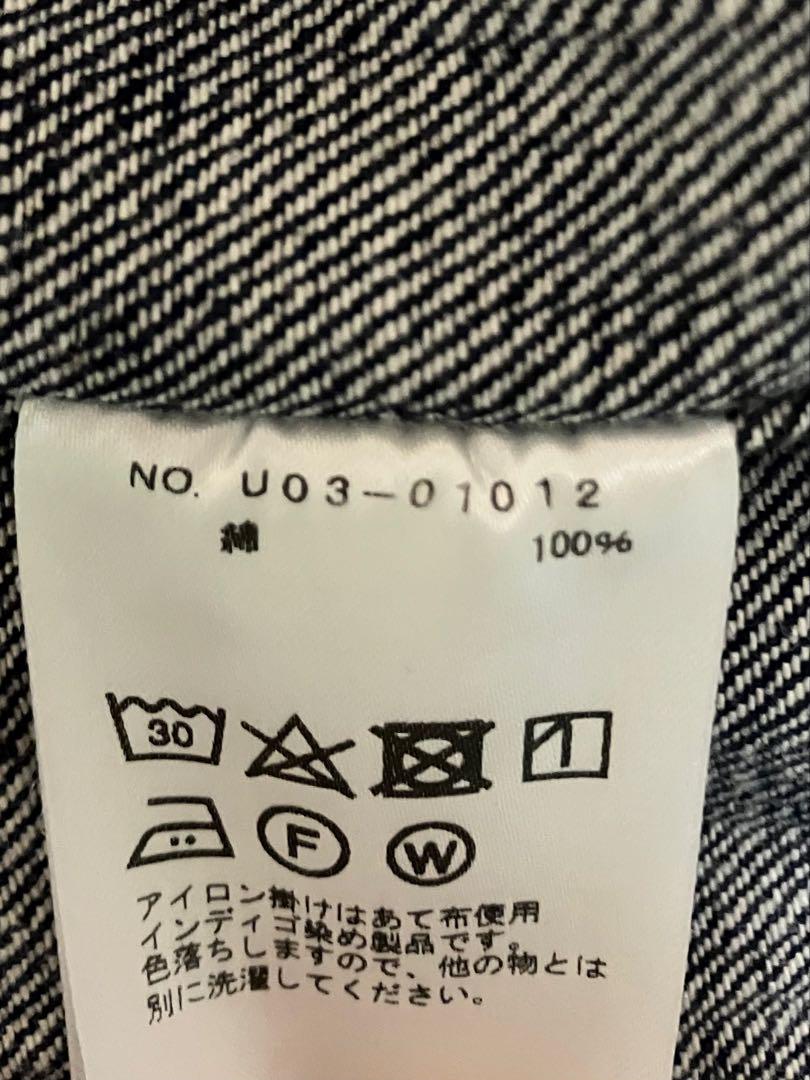 NO. U03-01012
綿 100%
30
F W
アイロン掛けはあて布使用
インディゴ染め製品です。
色落ちしますので、他の物とは
別に洗濯してください。